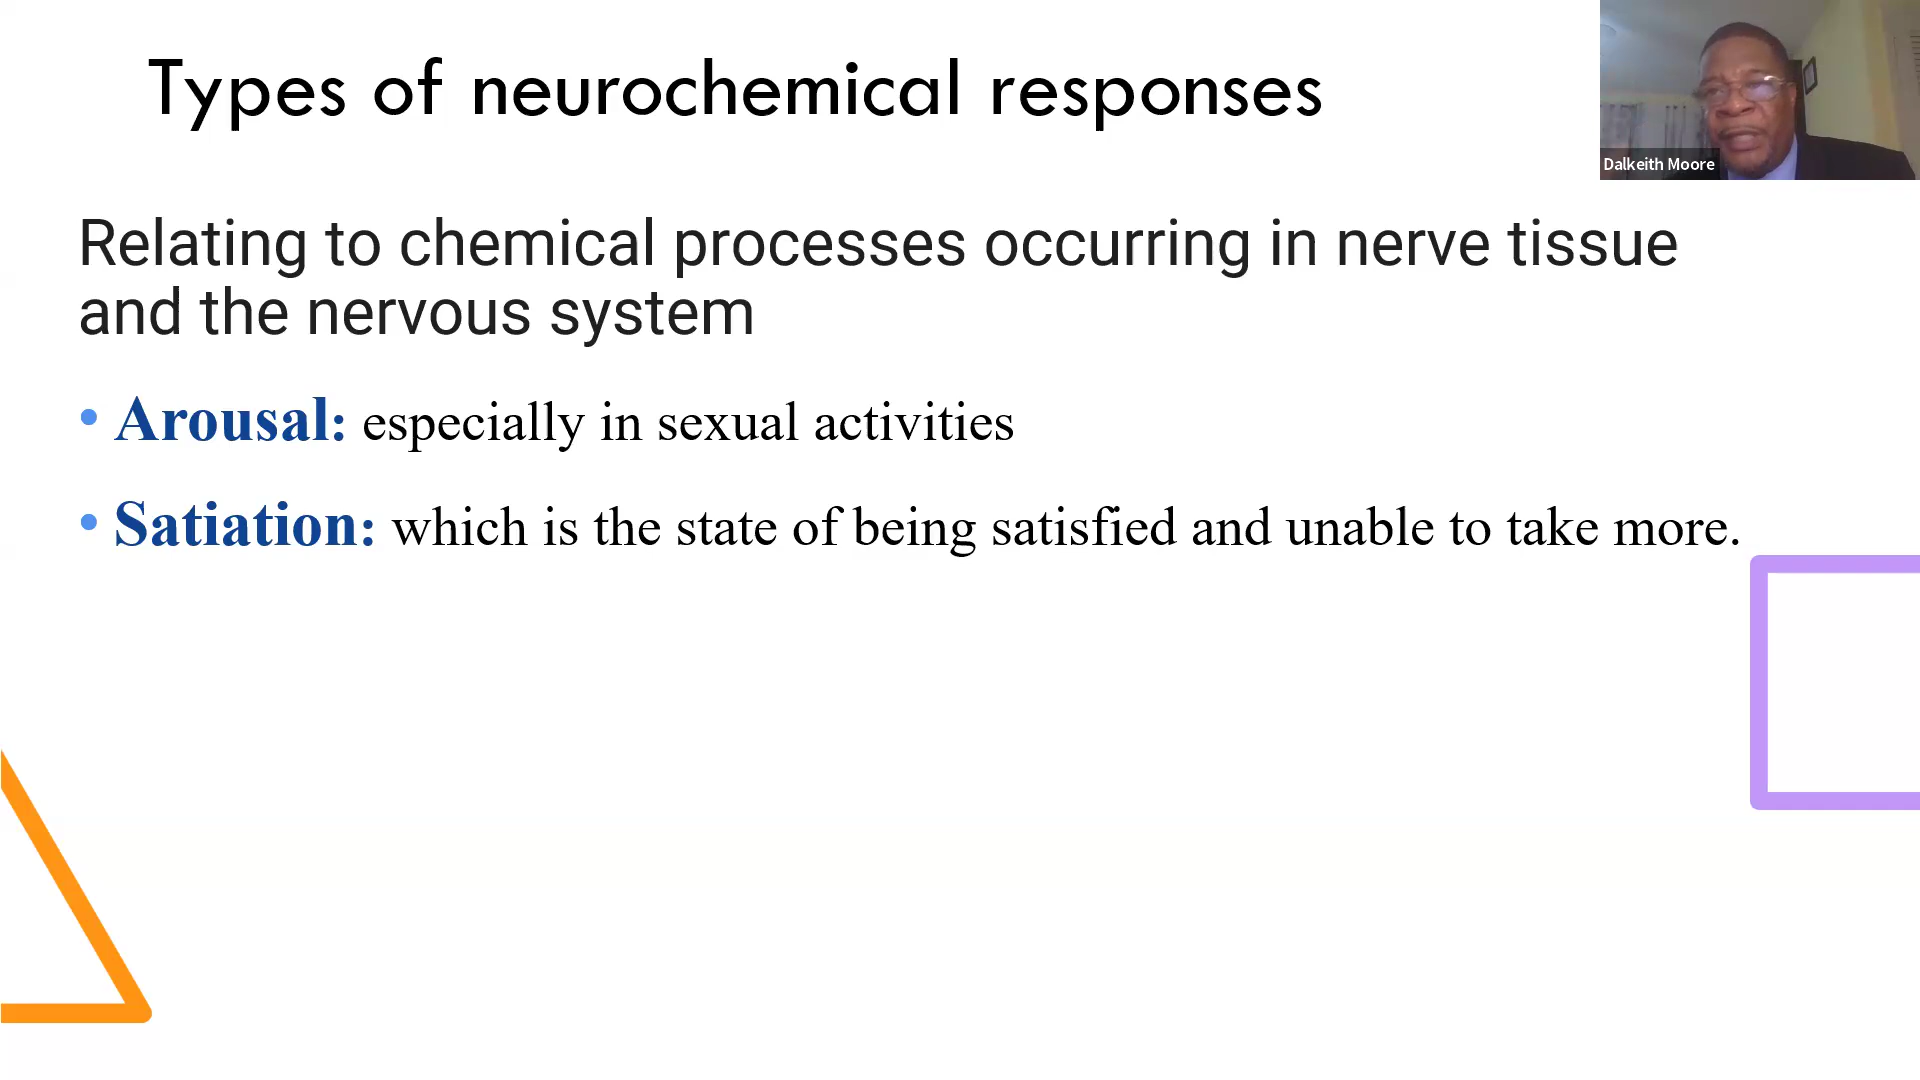 Types of neurochemical responses
Dalkeith Moore
Relating to chemical processes occurring in nerve tissue
and the nervous system
• Arousal: especially in sexual activities
• Satiation: which is the state of being satisfied and unable to take more.